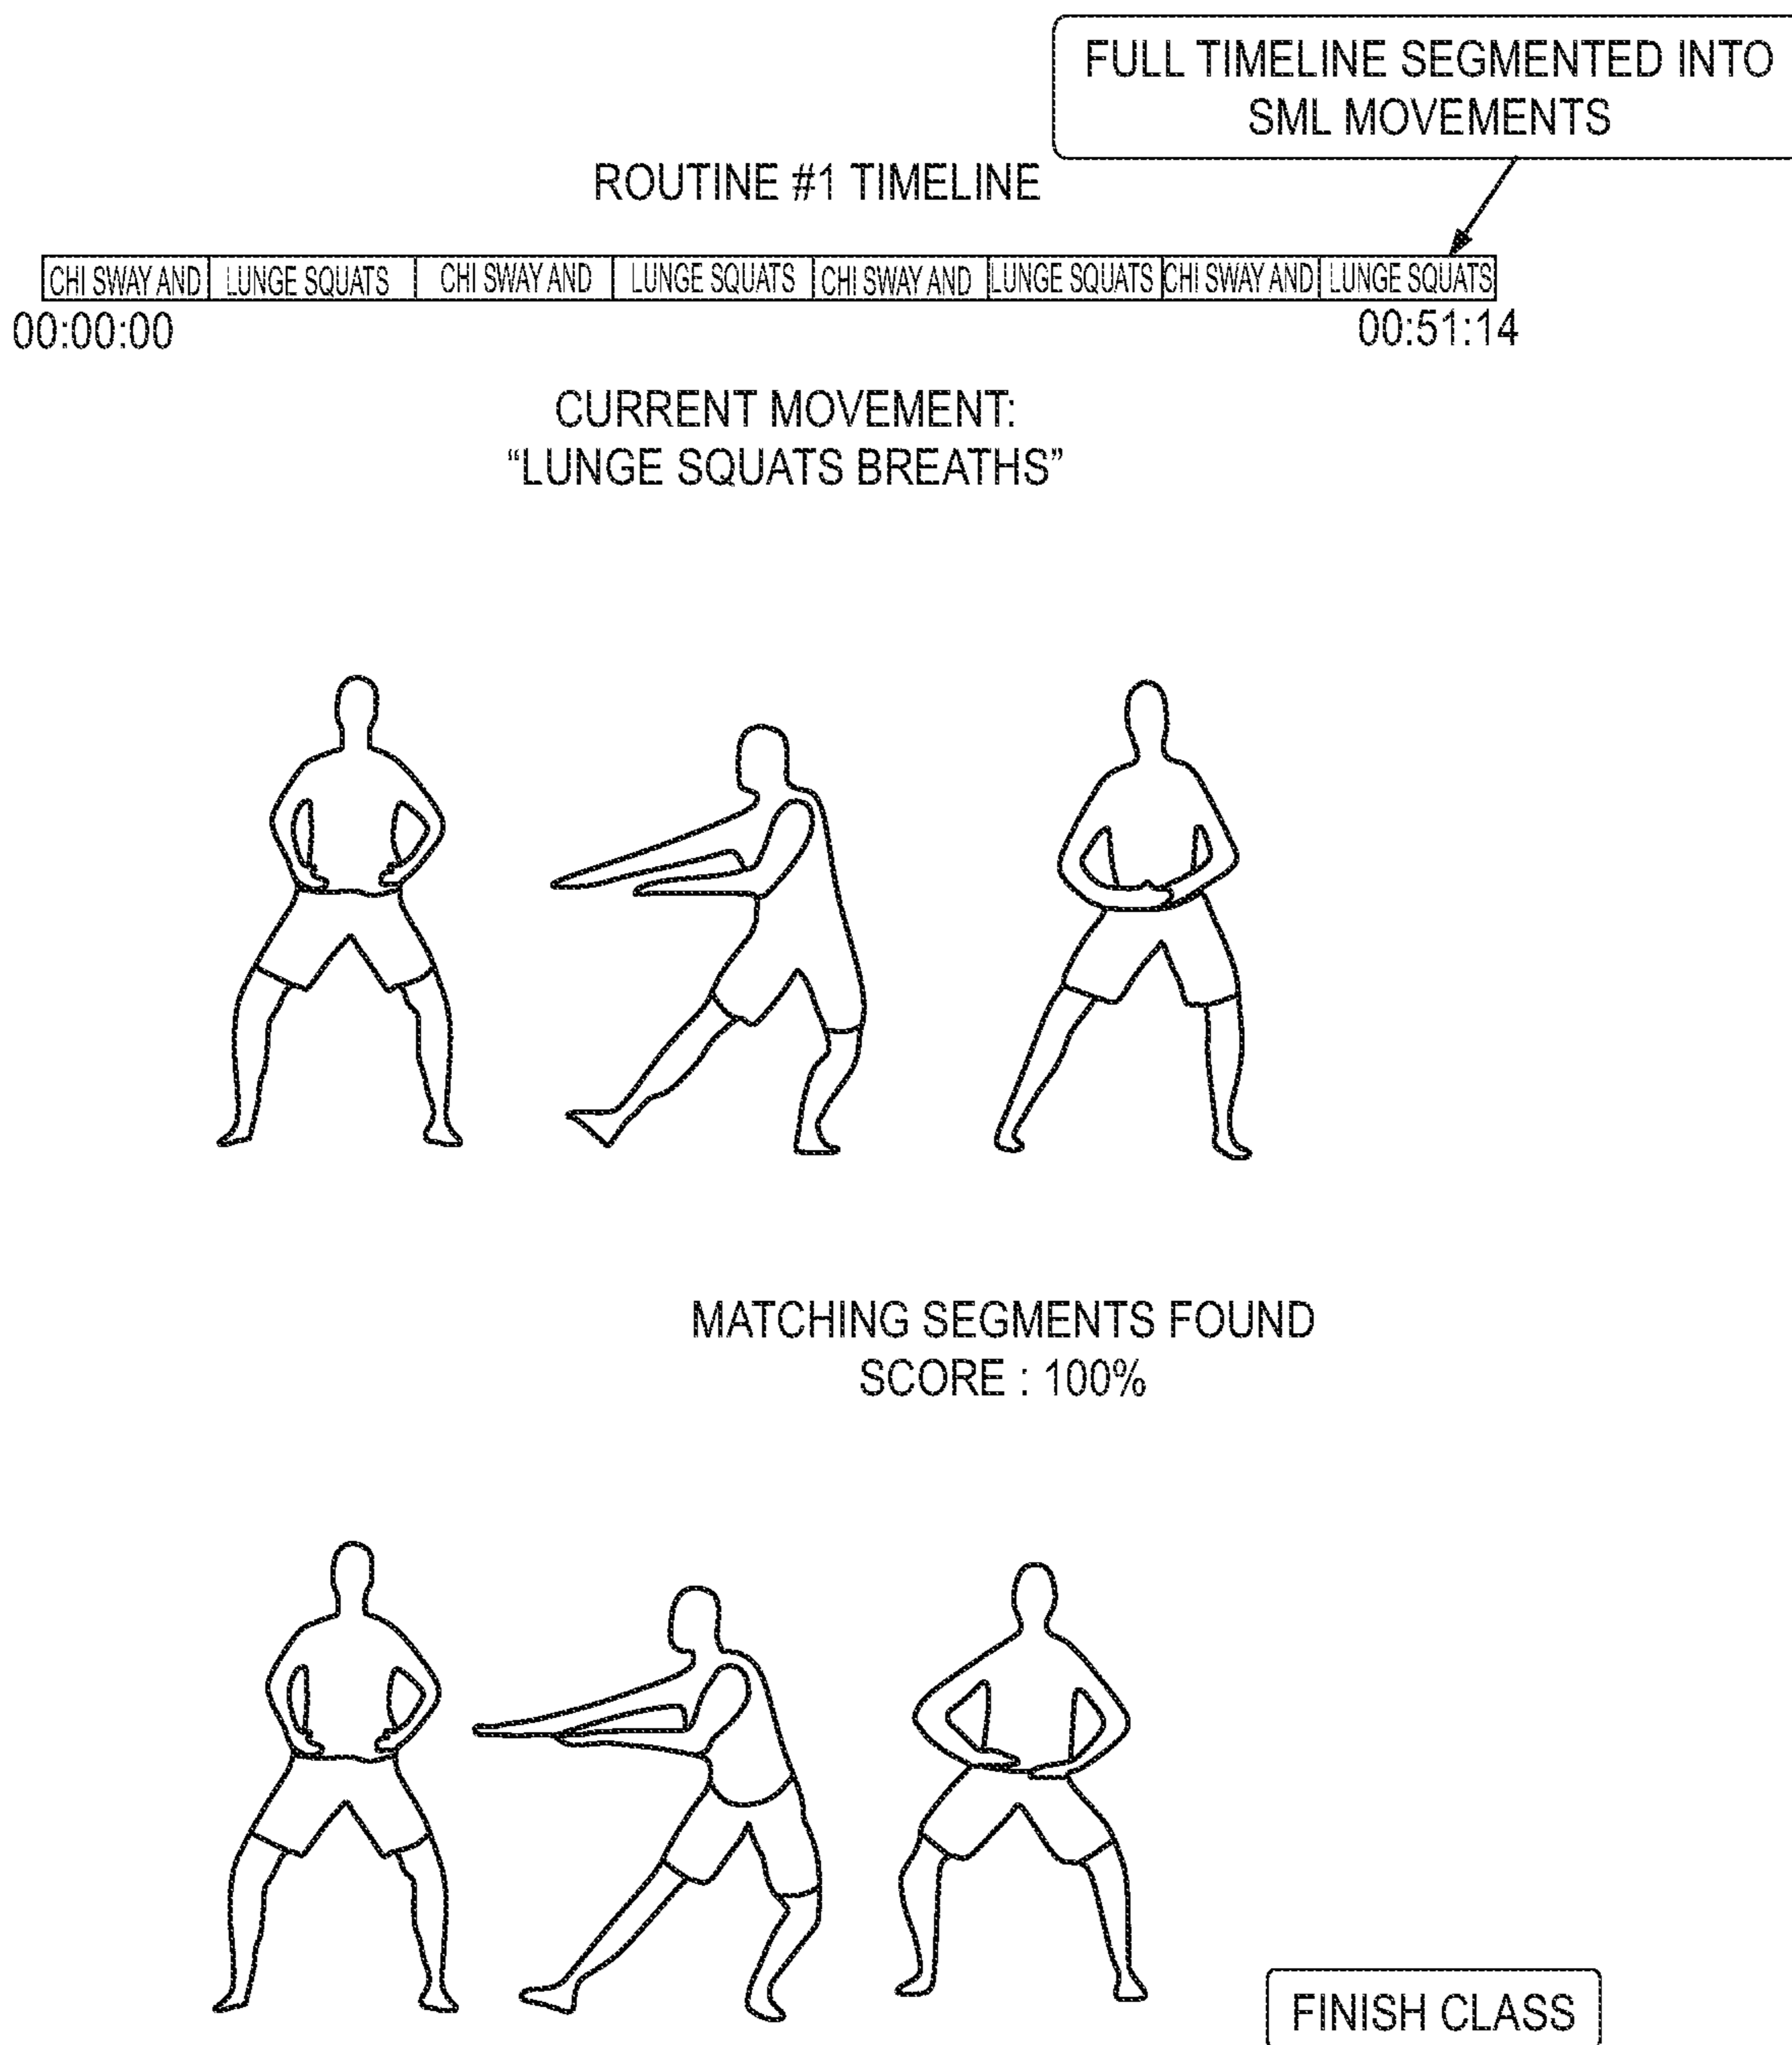 FULL TIMELINE SEGMENTED INTO
SML MOVEMENTS
ROUTINE #1 TIMELINE
CHI SWAY AND LUNGE SQUATS CHI SWAY AND LUNGE SQUATS CHI SWAY AND LUNGE SQUATS CHI SWAY AND LUNGE SQUATS
00:00:00 00:51:14
CURRENT MOVEMENT:
“LUNGE SQUATS BREATHS”
MATCHING SEGMENTS FOUND
SCORE : 100%
FINISH CLASS